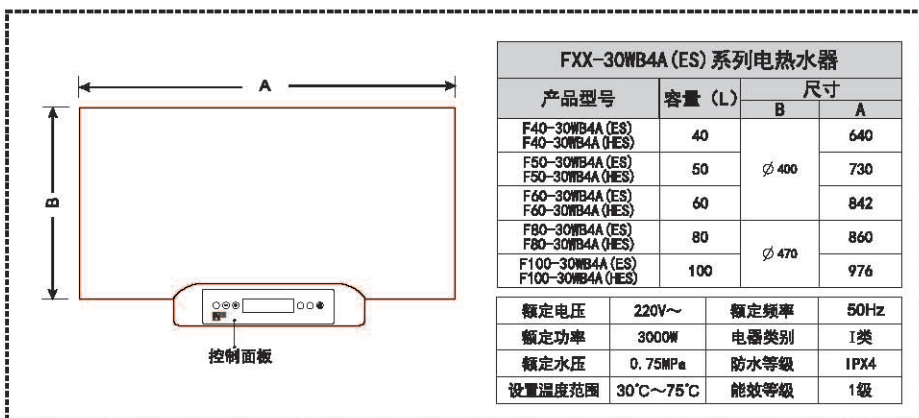 A
B
控制面板
FXX-30WB4A(ES)系列电热水器
产品型号 容量（L） 尺寸
B A
F40-30WB4A(ES)
F40-30WB4A(HES)
40
640
F50-30WB4A(ES)
F50-30WB4A(HES)
50
∅400
730
F60-30WB4A(ES)
F60-30WB4A(HES)
60
842
F80-30WB4A(ES)
F80-30WB4A(HES)
80
860
∅470
F100-30WB4A(ES)
F100-30WB4A(HES)
100
976
额定电压 220V～ 额定频率 50Hz
额定功率 3000W 电器类别 I类
额定水压 0.75MPa 防水等级 IPX4
设置温度范围 30℃～75℃ 能效等级 1级